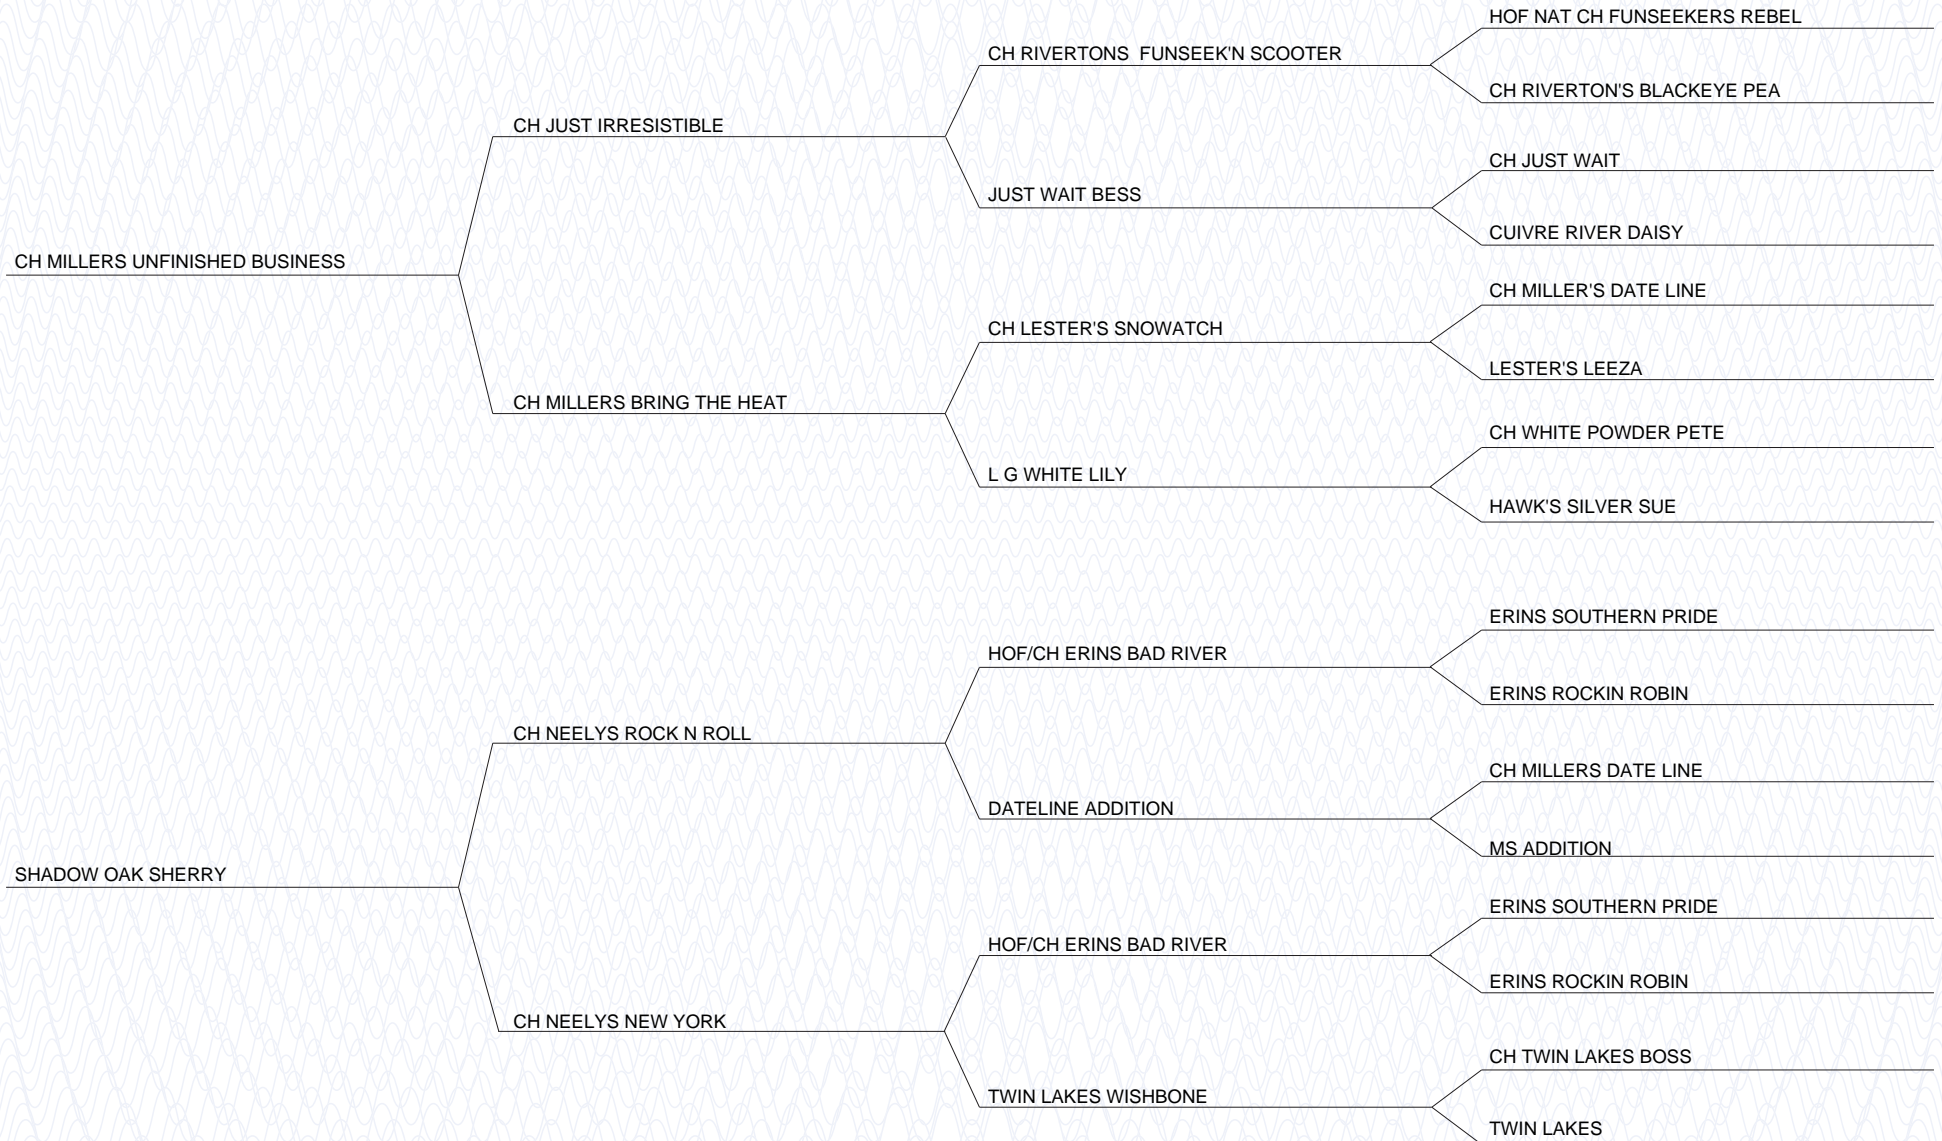 HOF NAT CH FUNSEEKERS REBEL
CH RIVERTONS  FUNSEEK'N SCOOTER
CH RIVERTON'S BLACKEYE PEA
CH JUST IRRESISTIBLE
CH JUST WAIT
JUST WAIT BESS
CUIVRE RIVER DAISY
CH MILLERS UNFINISHED BUSINESS
CH MILLER'S DATE LINE
CH LESTER'S SNOWATCH
LESTER'S LEEZA
CH MILLERS BRING THE HEAT
CH WHITE POWDER PETE
L G WHITE LILY
HAWK'S SILVER SUE
ERINS SOUTHERN PRIDE
HOF/CH ERINS BAD RIVER
ERINS ROCKIN ROBIN
CH NEELYS ROCK N ROLL
CH MILLERS DATE LINE
DATELINE ADDITION
MS ADDITION
SHADOW OAK SHERRY
ERINS SOUTHERN PRIDE
HOF/CH ERINS BAD RIVER
ERINS ROCKIN ROBIN
CH NEELYS NEW YORK
CH TWIN LAKES BOSS
TWIN LAKES WISHBONE
TWIN LAKES